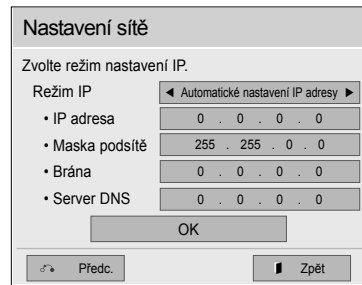 Nastavení sítě
Zvolte režim nastavení IP.
Režim IP ◀ Automatické nastavení IP adresy ▶
• IP adresa 0 . 0 . 0 . 0
• Maska podsítě 255 . 255 . 0 . 0
• Brána 0 . 0 . 0 . 0
• Server DNS 0 . 0 . 0 . 0
OK
Předc. Zpět